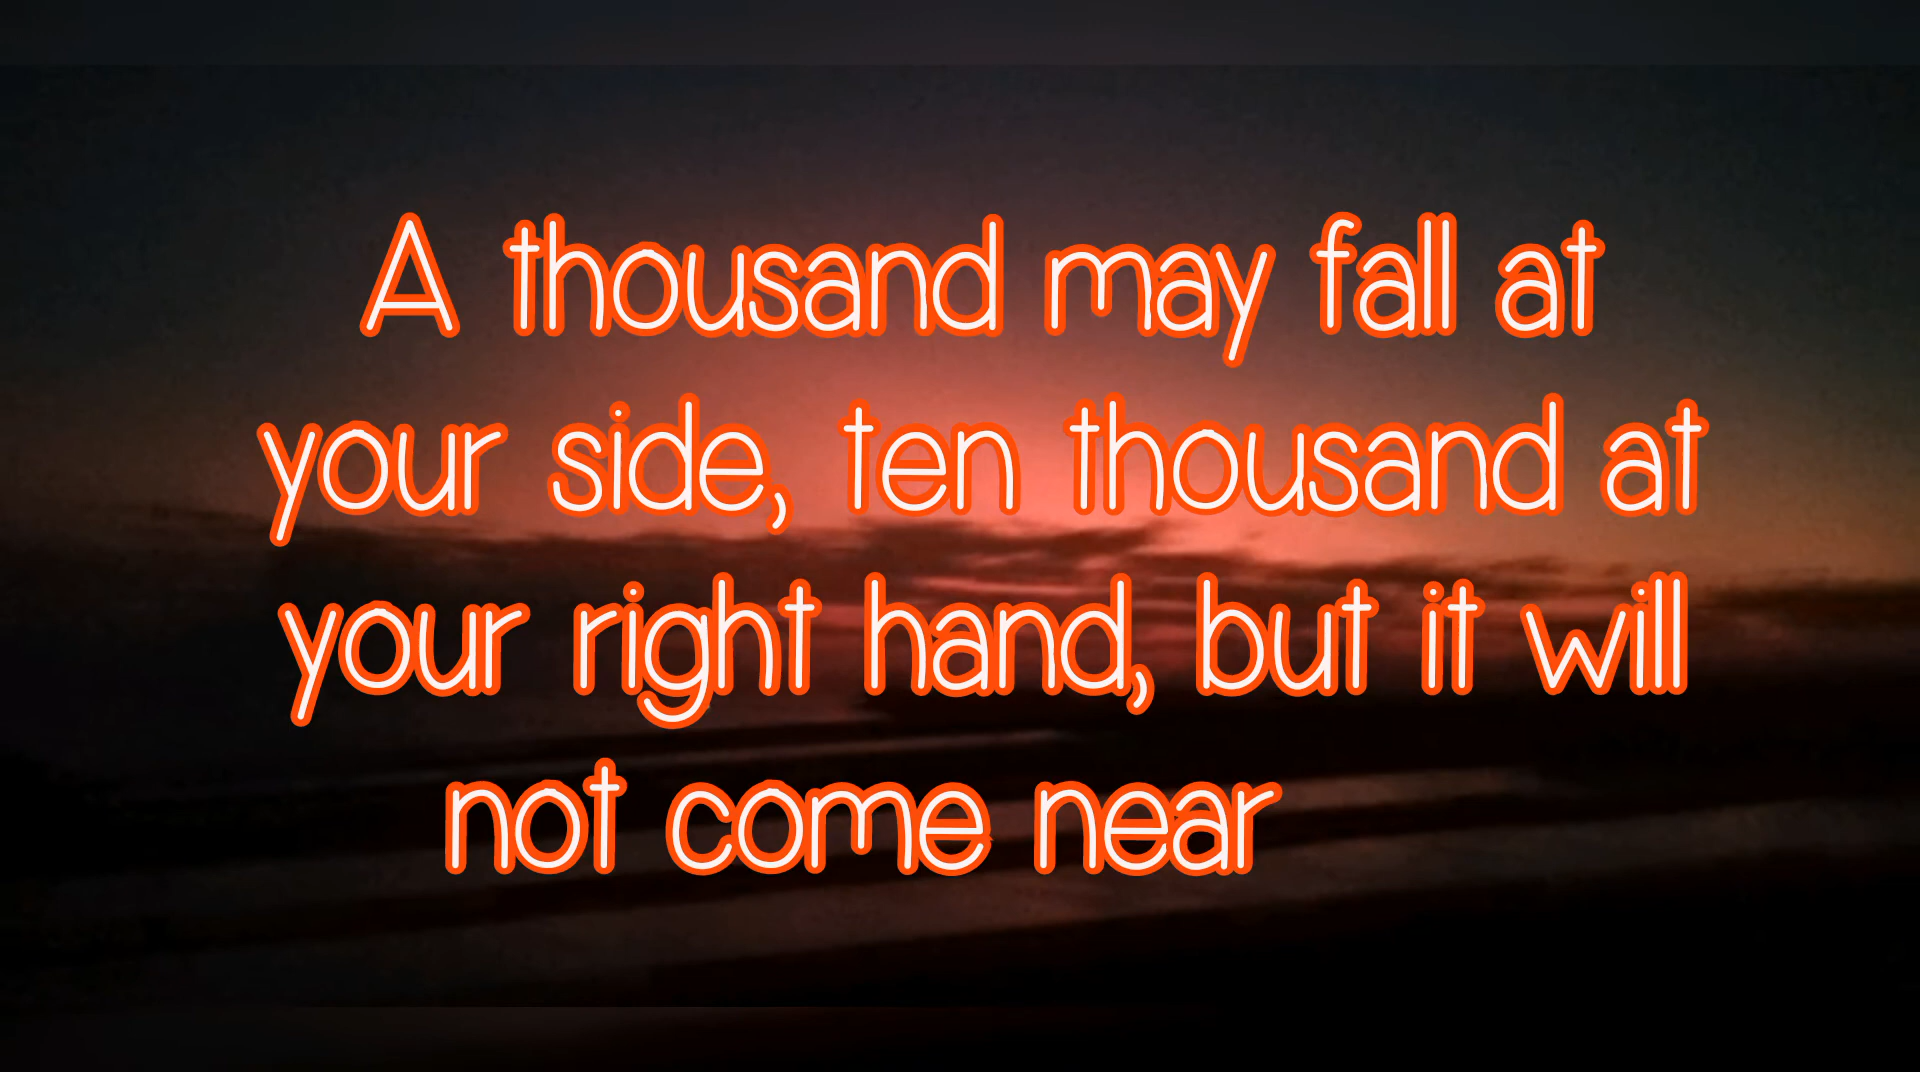 A thousand may fall at
your side, ten thousand at
your right hand, but it will
not come near